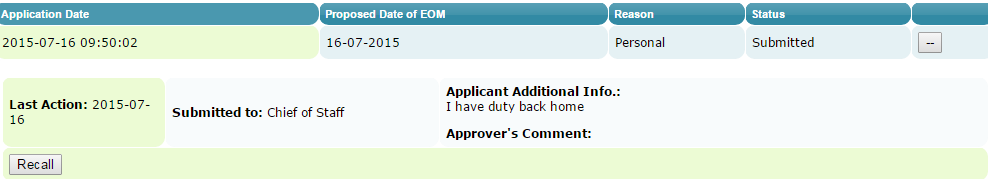 Application Date Proposed Date of EOM Reason Status
2015-07-16 09:50:02 16-07-2015 Personal Submitted --
Last Action: 2015-07-
16
Submitted to: Chief of Staff
Applicant Additional Info.:
I have duty back home
Approver's Comment:
Recall